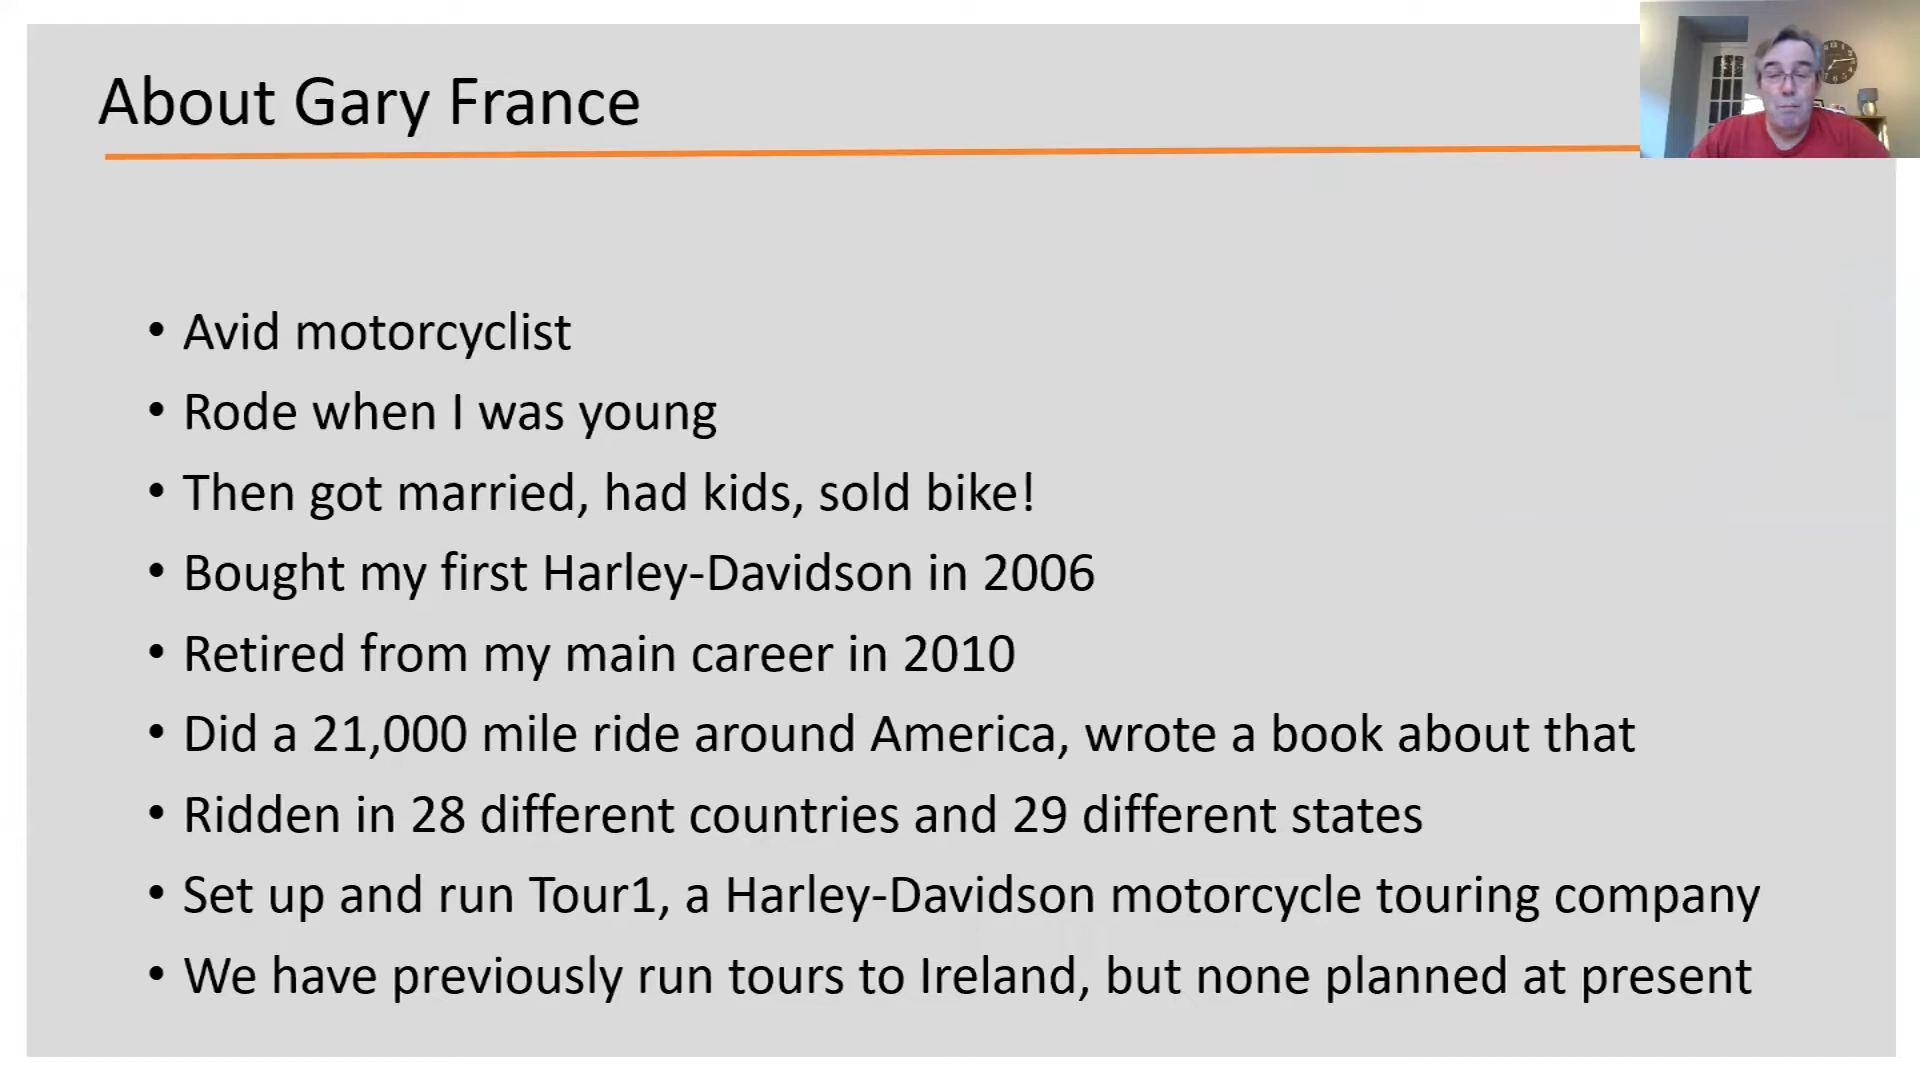 About Gary France
• Avid motorcyclist
• Rode when I was young
• Then got married, had kids, sold bike!
• Bought my first Harley-Davidson in 2006
• Retired from my main career in 2010
• Did a 21,000 mile ride around America, wrote a book about that
• Ridden in 28 different countries and 29 different states
• Set up and run Tour1, a Harley-Davidson motorcycle touring company
• We have previously run tours to Ireland, but none planned at present